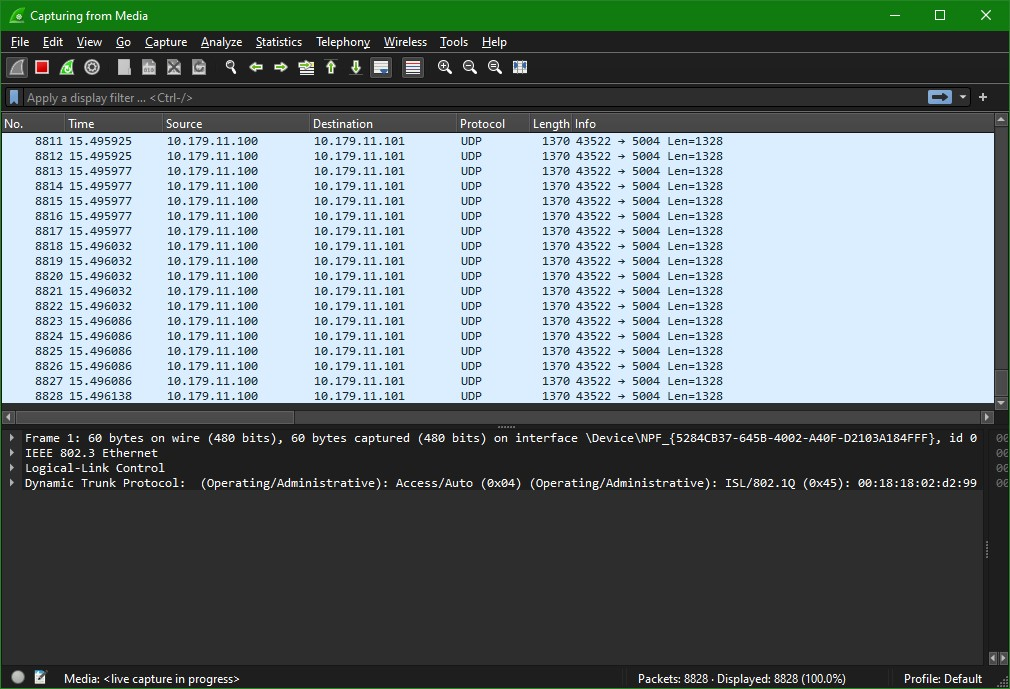 Capturing from Media
File Edit View Go Capture Analyze Statistics Telephony Wireless Tools Help
Apply a display filter ... <Ctrl-/>
No. Time Source Destination Protocol Length Info
8811 15.495925 10.179.11.100 10.179.11.101 UDP 1370 43522 → 5004 Len=1328
8812 15.495925 10.179.11.100 10.179.11.101 UDP 1370 43522 → 5004 Len=1328
8813 15.495977 10.179.11.100 10.179.11.101 UDP 1370 43522 → 5004 Len=1328
8814 15.495977 10.179.11.100 10.179.11.101 UDP 1370 43522 → 5004 Len=1328
8815 15.495977 10.179.11.100 10.179.11.101 UDP 1370 43522 → 5004 Len=1328
8816 15.495977 10.179.11.100 10.179.11.101 UDP 1370 43522 → 5004 Len=1328
8817 15.495977 10.179.11.100 10.179.11.101 UDP 1370 43522 → 5004 Len=1328
8818 15.496032 10.179.11.100 10.179.11.101 UDP 1370 43522 → 5004 Len=1328
8819 15.496032 10.179.11.100 10.179.11.101 UDP 1370 43522 → 5004 Len=1328
8820 15.496032 10.179.11.100 10.179.11.101 UDP 1370 43522 → 5004 Len=1328
8821 15.496032 10.179.11.100 10.179.11.101 UDP 1370 43522 → 5004 Len=1328
8822 15.496032 10.179.11.100 10.179.11.101 UDP 1370 43522 → 5004 Len=1328
8823 15.496086 10.179.11.100 10.179.11.101 UDP 1370 43522 → 5004 Len=1328
8824 15.496086 10.179.11.100 10.179.11.101 UDP 1370 43522 → 5004 Len=1328
8825 15.496086 10.179.11.100 10.179.11.101 UDP 1370 43522 → 5004 Len=1328
8826 15.496086 10.179.11.100 10.179.11.101 UDP 1370 43522 → 5004 Len=1328
8827 15.496086 10.179.11.100 10.179.11.101 UDP 1370 43522 → 5004 Len=1328
8828 15.496138 10.179.11.100 10.179.11.101 UDP 1370 43522 → 5004 Len=1328
Frame 1: 60 bytes on wire (480 bits), 60 bytes captured (480 bits) on interface \Device\NPF_{5284CB37-645B-4002-A40F-D2103A184FFF}, id 0 00
IEEE 802.3 Ethernet 00
Logical-Link Control 00
Dynamic Trunk Protocol:  (Operating/Administrative): Access/Auto (0x04) (Operating/Administrative): ISL/802.1Q (0x45): 00:18:18:02:d2:99 00
Media: <live capture in progress> Packets: 8828 · Displayed: 8828 (100.0%) Profile: Default